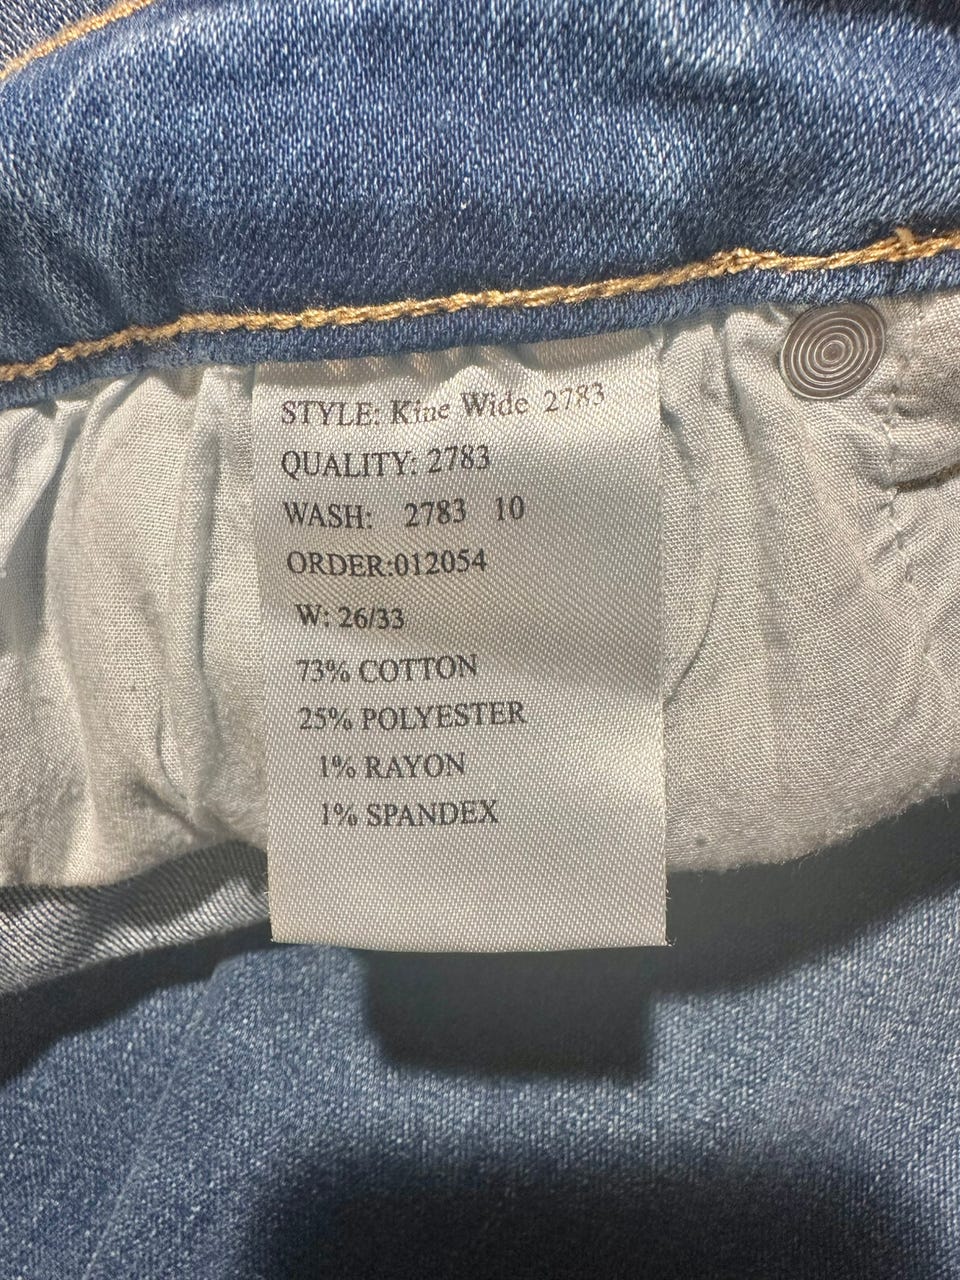 STYLE: Kine Wide 2783
QUALITY: 2783
WASH: 2783 10
ORDER:012054
W: 26/33
73% COTTON
25% POLYESTER
1% RAYON
1% SPANDEX